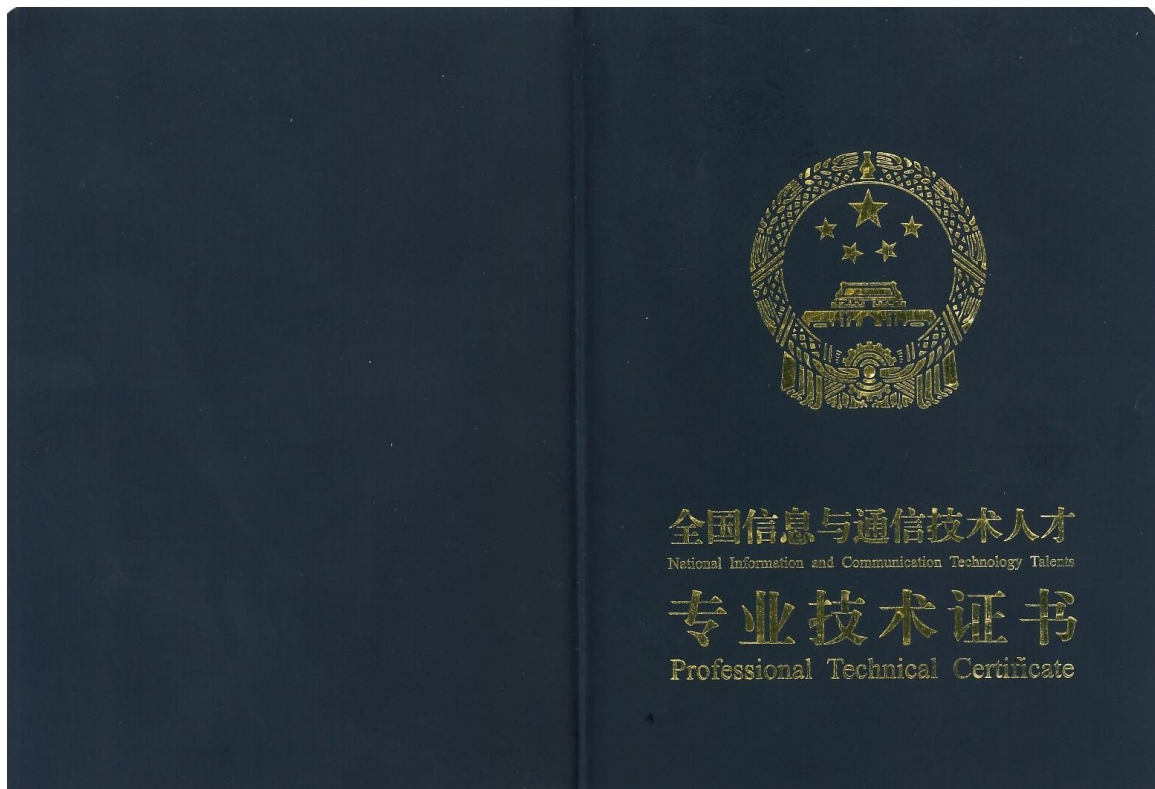 全国信息与通信技术人才
National Information and Communication Technology Talents
专业技术证书
Professional Technical Certificate